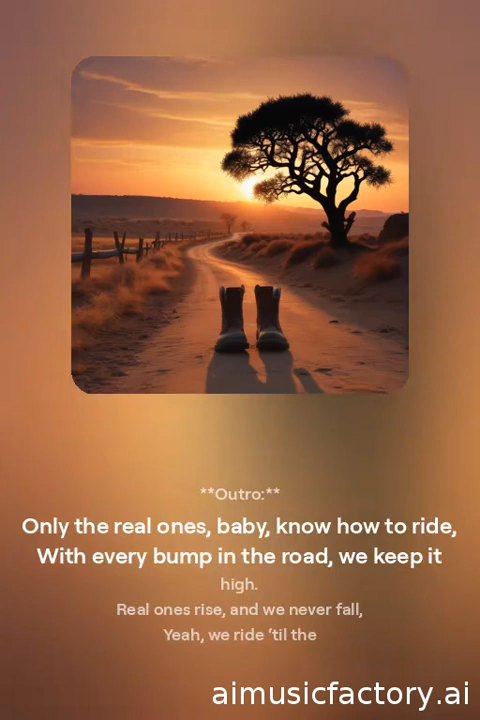 **Outro:**
Only the real ones, baby, know how to ride,
With every bump in the road, we keep it
high.
Real ones rise, and we never fall,
Yeah, we ride ’til the
aimusicfactory.ai